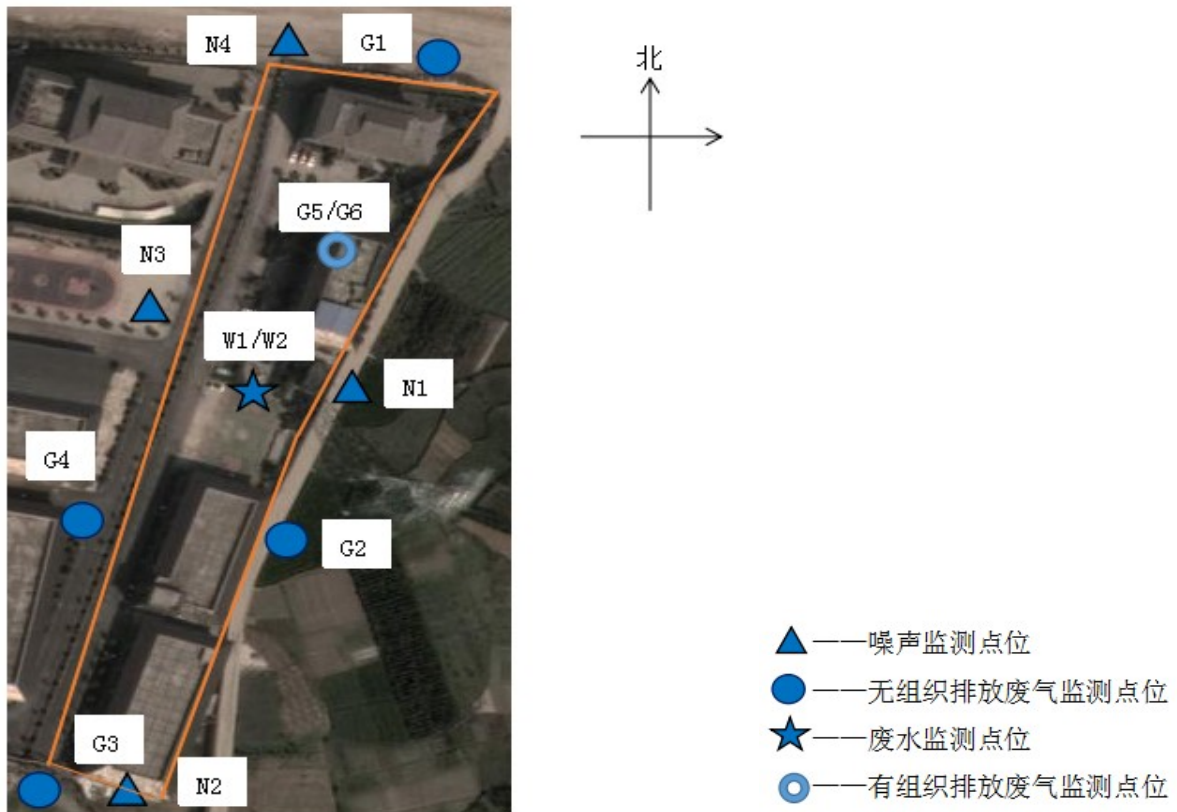 N4
G1
北
G5/G6
N3
W1/W2
N1
G4
G2
▲——噪声监测点位
●——无组织排放废气监测点位
★——废水监测点位
◎——有组织排放废气监测点位
G3
N2